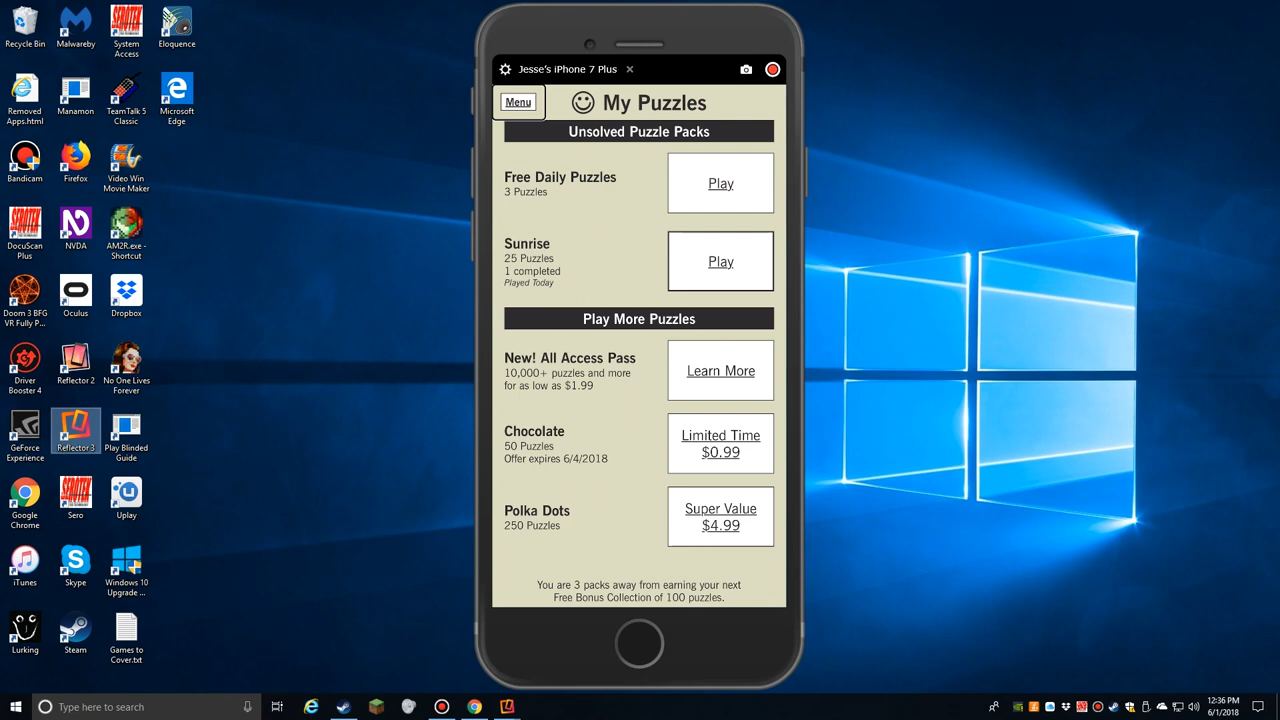 Recycle Bin
Malwareby
System
Access
Eloquence
Removed
Apps.html
Manamon
TeamTalk 5
Classic
Microsoft
Edge
Bandicam
Firefox
Video Win
Movie Maker
DocuScan
Plus
NVDA
AM2R.exe -
Shortcut
Doom 3 BFG
VR Fully P...
Oculus
Dropbox
Driver
Booster 4
Reflector 2
No One Lives
Forever
GeForce
Experience
Reflector 3
Play Blinded
Guide
Google
Chrome
Sero
Uplay
iTunes
Skype
Windows 10
Upgrade ...
Lurking
Steam
Games to
Cover.txt
SEROTEK
SEROTEK
SEROTEK
Jesse's iPhone 7 Plus
Menu
My Puzzles
Unsolved Puzzle Packs
Free Daily Puzzles
3 Puzzles
Play
Sunrise
25 Puzzles
1 completed
Played Today
Play
Play More Puzzles
New! All Access Pass
10,000+ puzzles and more
for as low as $1.99
Learn More
Chocolate
50 Puzzles
Offer expires 6/4/2018
Limited Time
$0.99
Polka Dots
250 Puzzles
Super Value
$4.99
You are 3 packs away from earning your next
Free Bonus Collection of 100 puzzles.
Type here to search
12:36 PM
6/1/2018